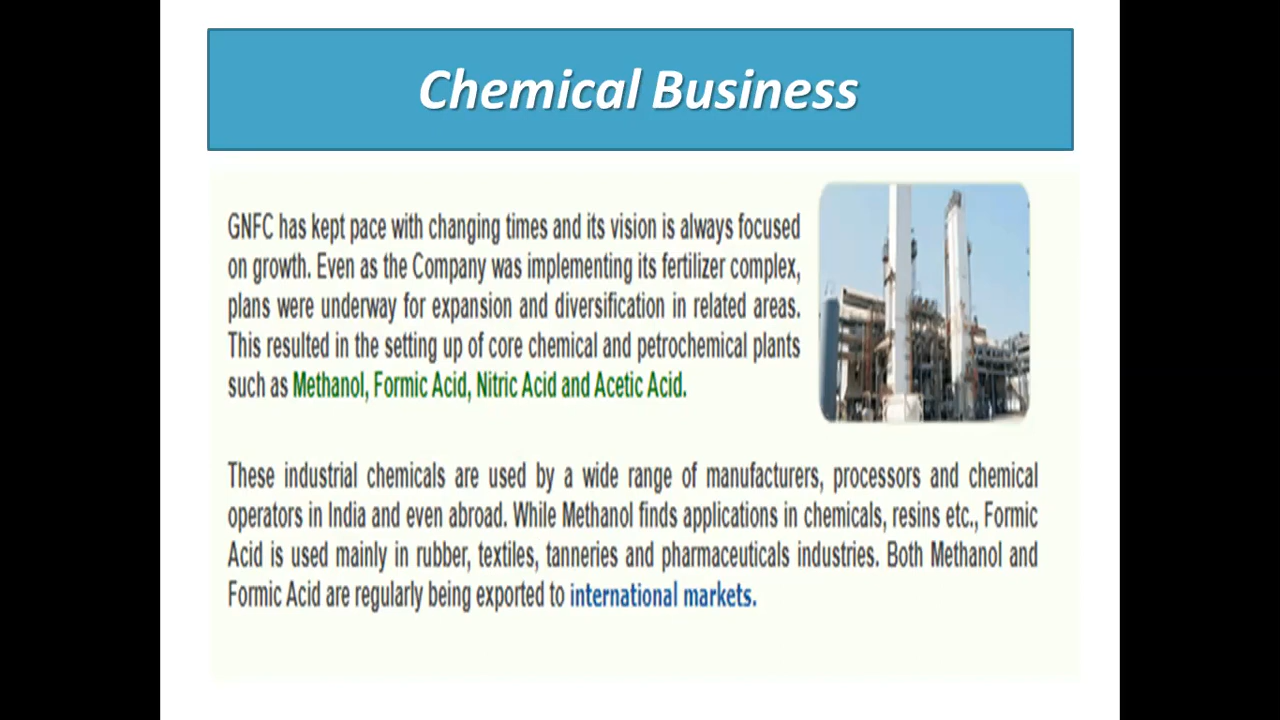 Chemical Business
GNFC has kept pace with changing times and its vision is always focused
on growth. Even as the Company was implementing its fertilizer complex,
plans were underway for expansion and diversification in related areas.
This resulted in the setting up of core chemical and petrochemical plants
such as Methanol, Formic Acid, Nitric Acid and Acetic Acid.
These industrial chemicals are used by a wide range of manufacturers, processors and chemical
operators in India and even abroad. While Methanol finds applications in chemicals, resins etc., Formic
Acid is used mainly in rubber, textiles, tanneries and pharmaceuticals industries. Both Methanol and
Formic Acid are regularly being exported to international markets.